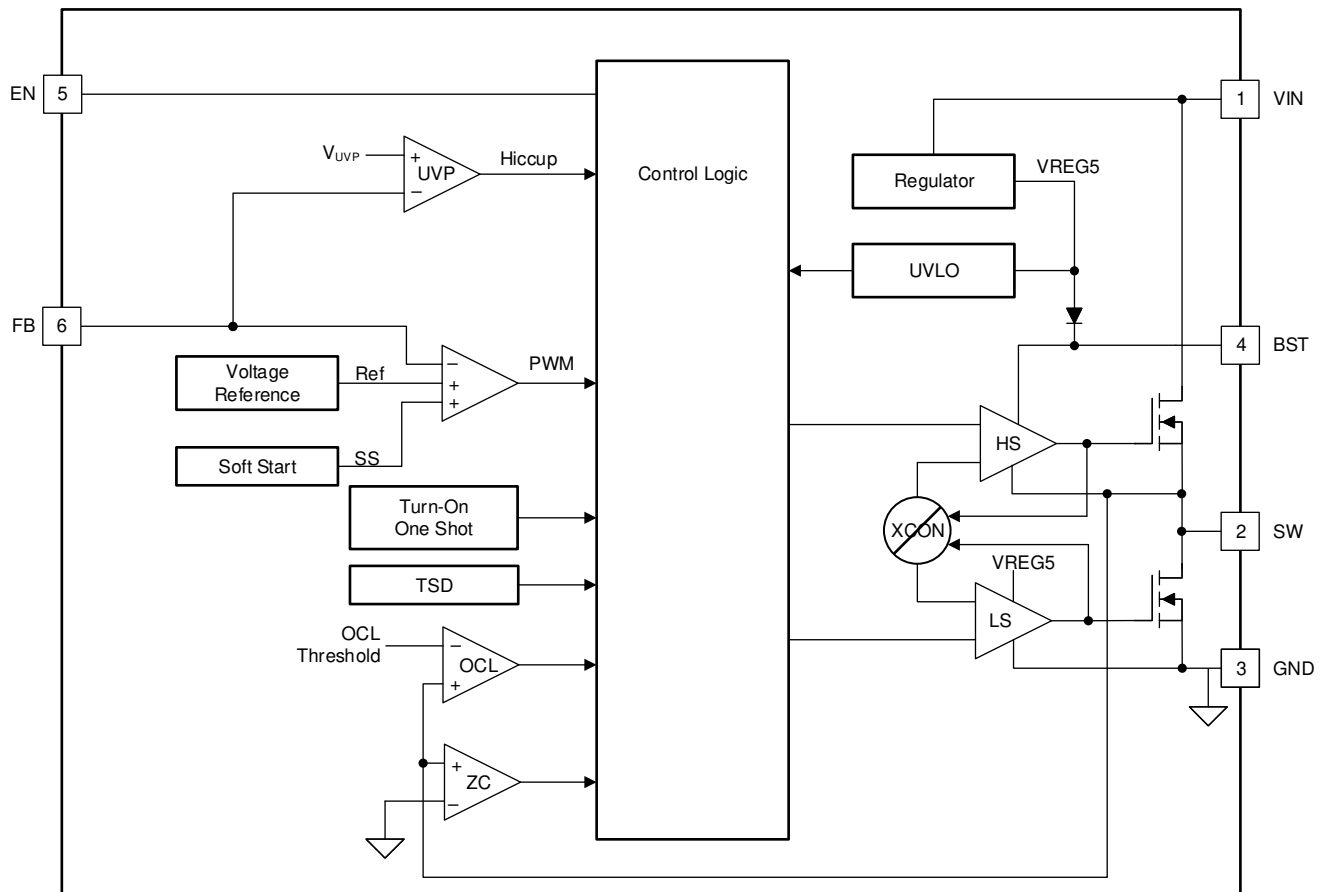 EN
5
V_UVP
+
UVP
−
Hiccup
Control Logic
1
VIN
Regulator
VREG5
UVLO
FB
6
4
BST
Voltage
Reference
Ref
−
+
+
PWM
Soft Start
SS
HS
Turn-On
One Shot
XCON
2
SW
TSD
VREG5
LS
OCL
Threshold
−
OCL
+
3
GND
+
ZC
−